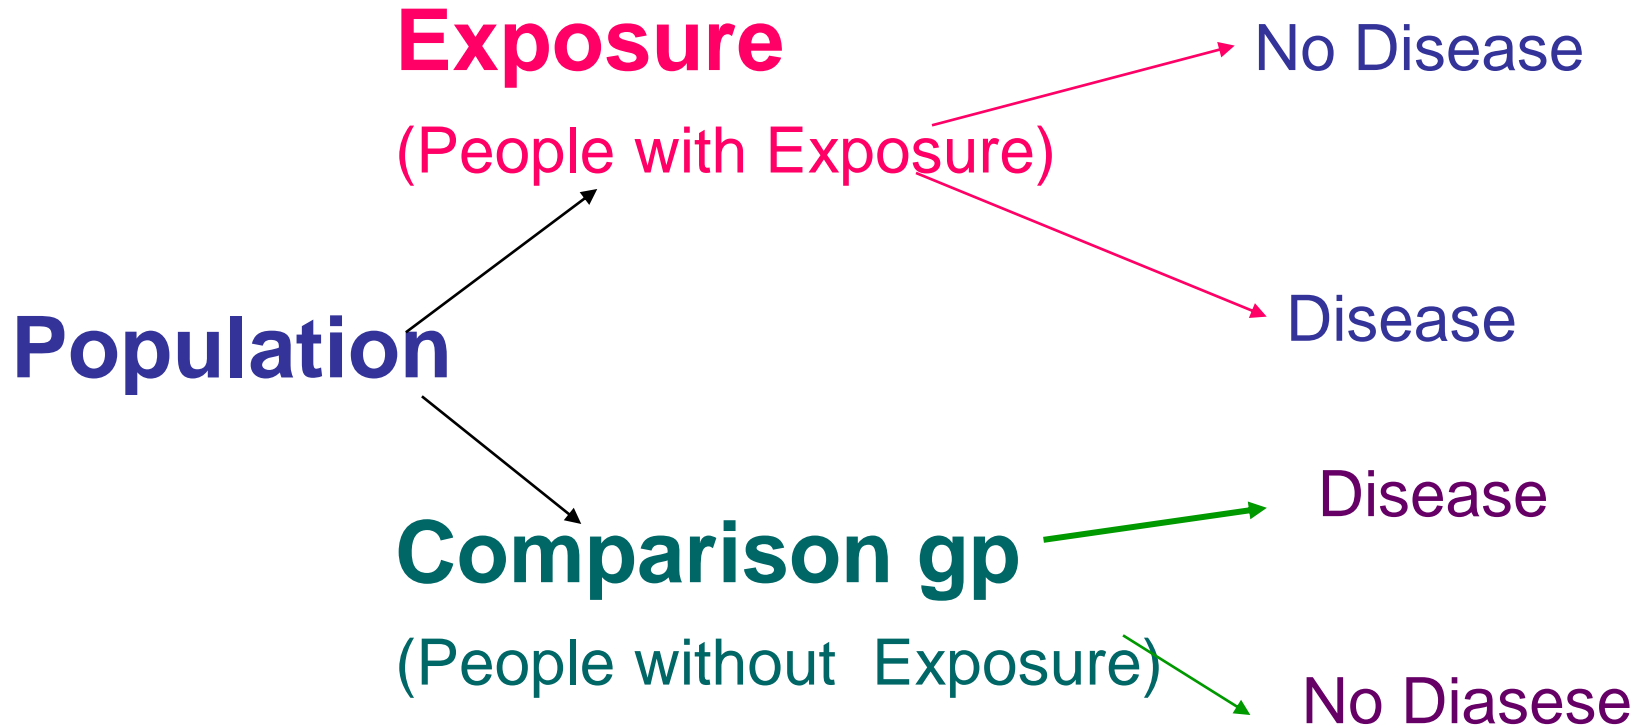 Exposure
No Disease
(People with Exposure)
Disease
Population
Disease
Comparison gp
(People without  Exposure)
No Diasese